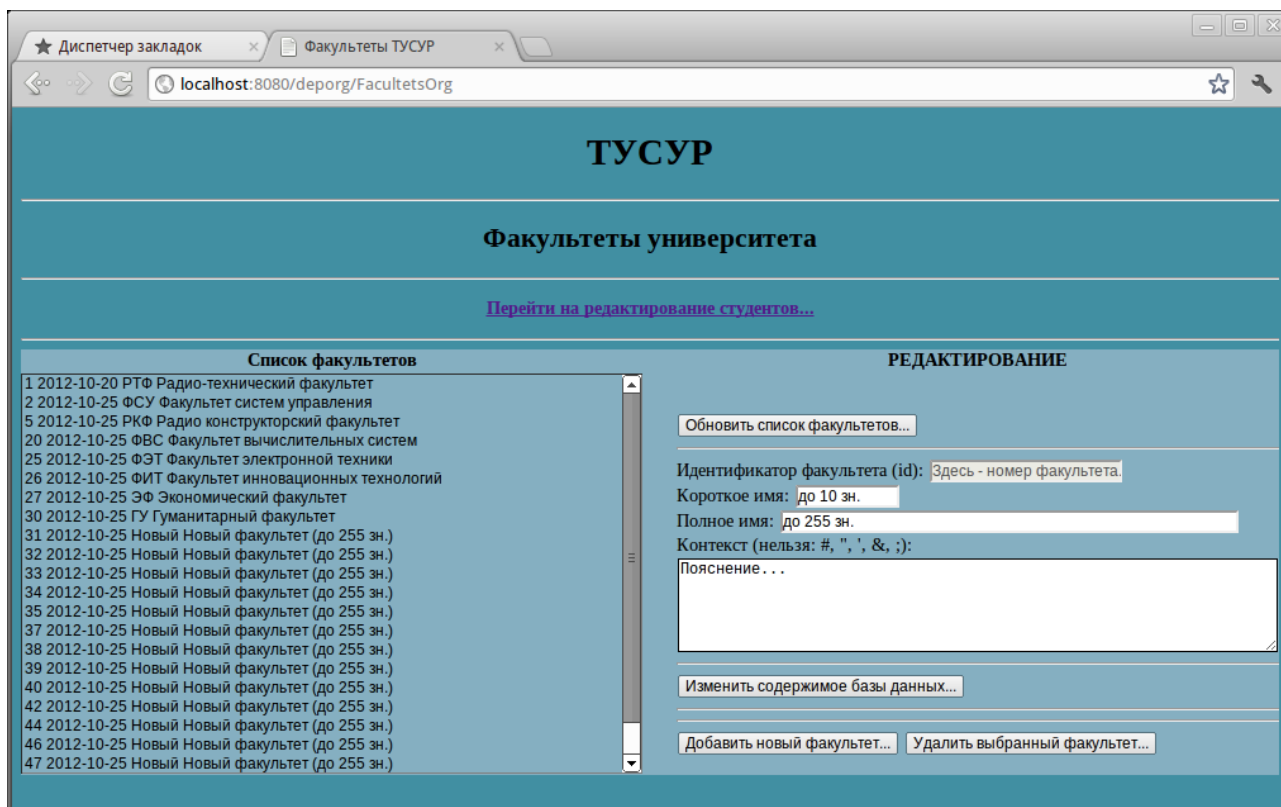 Диспетчер закладок
Факультеты ТУСУР
localhost:8080/deporg/FacultetsOrg
ТУСУР
Факультеты университета
Перейти на редактирование студентов...
Список факультетов
1 2012-10-20 РТФ Радио-технический факультет
2 2012-10-25 ФСУ Факультет систем управления
5 2012-10-25 РКФ Радио конструкторский факультет
20 2012-10-25 ФВС Факультет вычислительных систем
25 2012-10-25 ФЭТ Факультет электронной техники
26 2012-10-25 ФИТ Факультет инновационных технологий
27 2012-10-25 ЭФ Экономический факультет
30 2012-10-25 ГУ Гуманитарный факультет
31 2012-10-25 Новый Новый факультет (до 255 зн.)
32 2012-10-25 Новый Новый факультет (до 255 зн.)
33 2012-10-25 Новый Новый факультет (до 255 зн.)
34 2012-10-25 Новый Новый факультет (до 255 зн.)
35 2012-10-25 Новый Новый факультет (до 255 зн.)
37 2012-10-25 Новый Новый факультет (до 255 зн.)
38 2012-10-25 Новый Новый факультет (до 255 зн.)
39 2012-10-25 Новый Новый факультет (до 255 зн.)
40 2012-10-25 Новый Новый факультет (до 255 зн.)
42 2012-10-25 Новый Новый факультет (до 255 зн.)
44 2012-10-25 Новый Новый факультет (до 255 зн.)
46 2012-10-25 Новый Новый факультет (до 255 зн.)
47 2012-10-25 Новый Новый факультет (до 255 зн.)
РЕДАКТИРОВАНИЕ
Обновить список факультетов...
Идентификатор факультета (id): Здесь - номер факультета.
Короткое имя: до 10 зн.
Полное имя: до 255 зн.
Контекст (нельзя: #, ", ', &, ;):
Пояснение...
Изменить содержимое базы данных...
Добавить новый факультет... Удалить выбранный факультет...